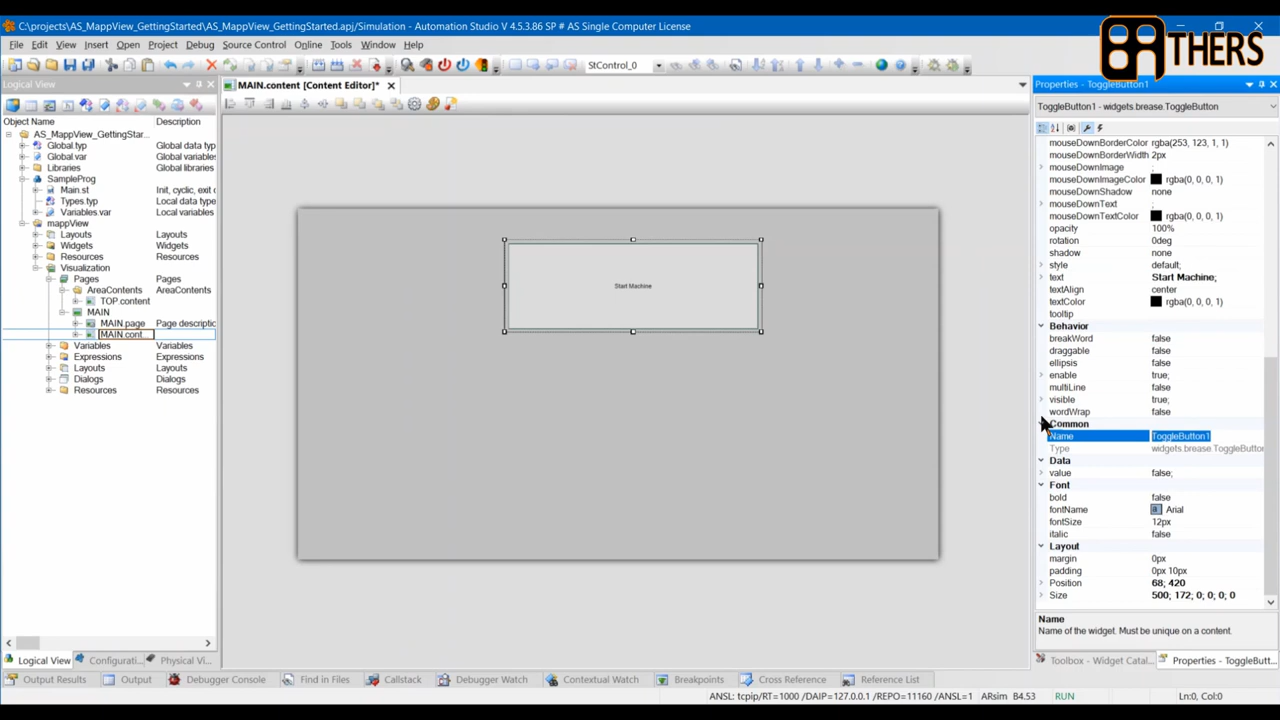 C:\projects\AS_MappView_GettingStarted\AS_MappView_GettingStarted.apj/Simulation - Automation Studio V 4.5.3.86 SP # AS Single Computer License
File Edit View Insert Open Project Debug Source Control Online Tools Window Help
StControl_0
88THERS
Logical View
MAIN.content [Content Editor]*
Properties - ToggleButton1
ToggleButton1 - widgets.brease.ToggleButton
Object Name Description
AS_MappView_GettingStar...
Global.typ Global data typ
Global.var Global variables
Libraries Global libraries
SampleProg
Main.st Init, cyclic, exit c
Types.typ Local data type
Variables.var Local variables
mappView
Layouts Layouts
Widgets Widgets
Resources Resources
Visualization
Pages Pages
AreaContents AreaContents
TOP.content
MAIN
MAIN.page Page descriptio
MAIN.cont
Variables Variables
Expressions Expressions
Layouts Layouts
Dialogs Dialogs
Resources Resources
Start Machine
mouseDownBorderColor rgba(253, 123, 1, 1)
mouseDownBorderWidth 2px
mouseDownImage ;
mouseDownImageColor rgba(0, 0, 0, 1)
mouseDownShadow none
mouseDownText ;
mouseDownTextColor rgba(0, 0, 0, 1)
opacity 100%
rotation 0deg
shadow none
style default;
text Start Machine;
textAlign center
textColor rgba(0, 0, 0, 1)
tooltip
Behavior
breakWord false
draggable false
ellipsis false
enable true;
multiLine false
visible true;
wordWrap false
Common
Name ToggleButton1
Type widgets.brease.ToggleButtor
Data
value false;
Font
bold false
fontName Arial
fontSize 12px
italic false
Layout
margin 0px
padding 0px 10px
Position 68; 420
Size 500; 172; 0; 0; 0; 0
Name
Name of the widget. Must be unique on a content.
Logical View Configurati... Physical Vi...
Toolbox - Widget Catal... Properties - ToggleButt...
Output Results Output Debugger Console Find in Files Callstack Debugger Watch Contextual Watch Breakpoints Cross Reference Reference List
ANSL: tcpip/RT=1000 /DAIP=127.0.0.1 /REPO=11160 /ANSL=1 ARsim B4.53 RUN Ln:0, Col:0